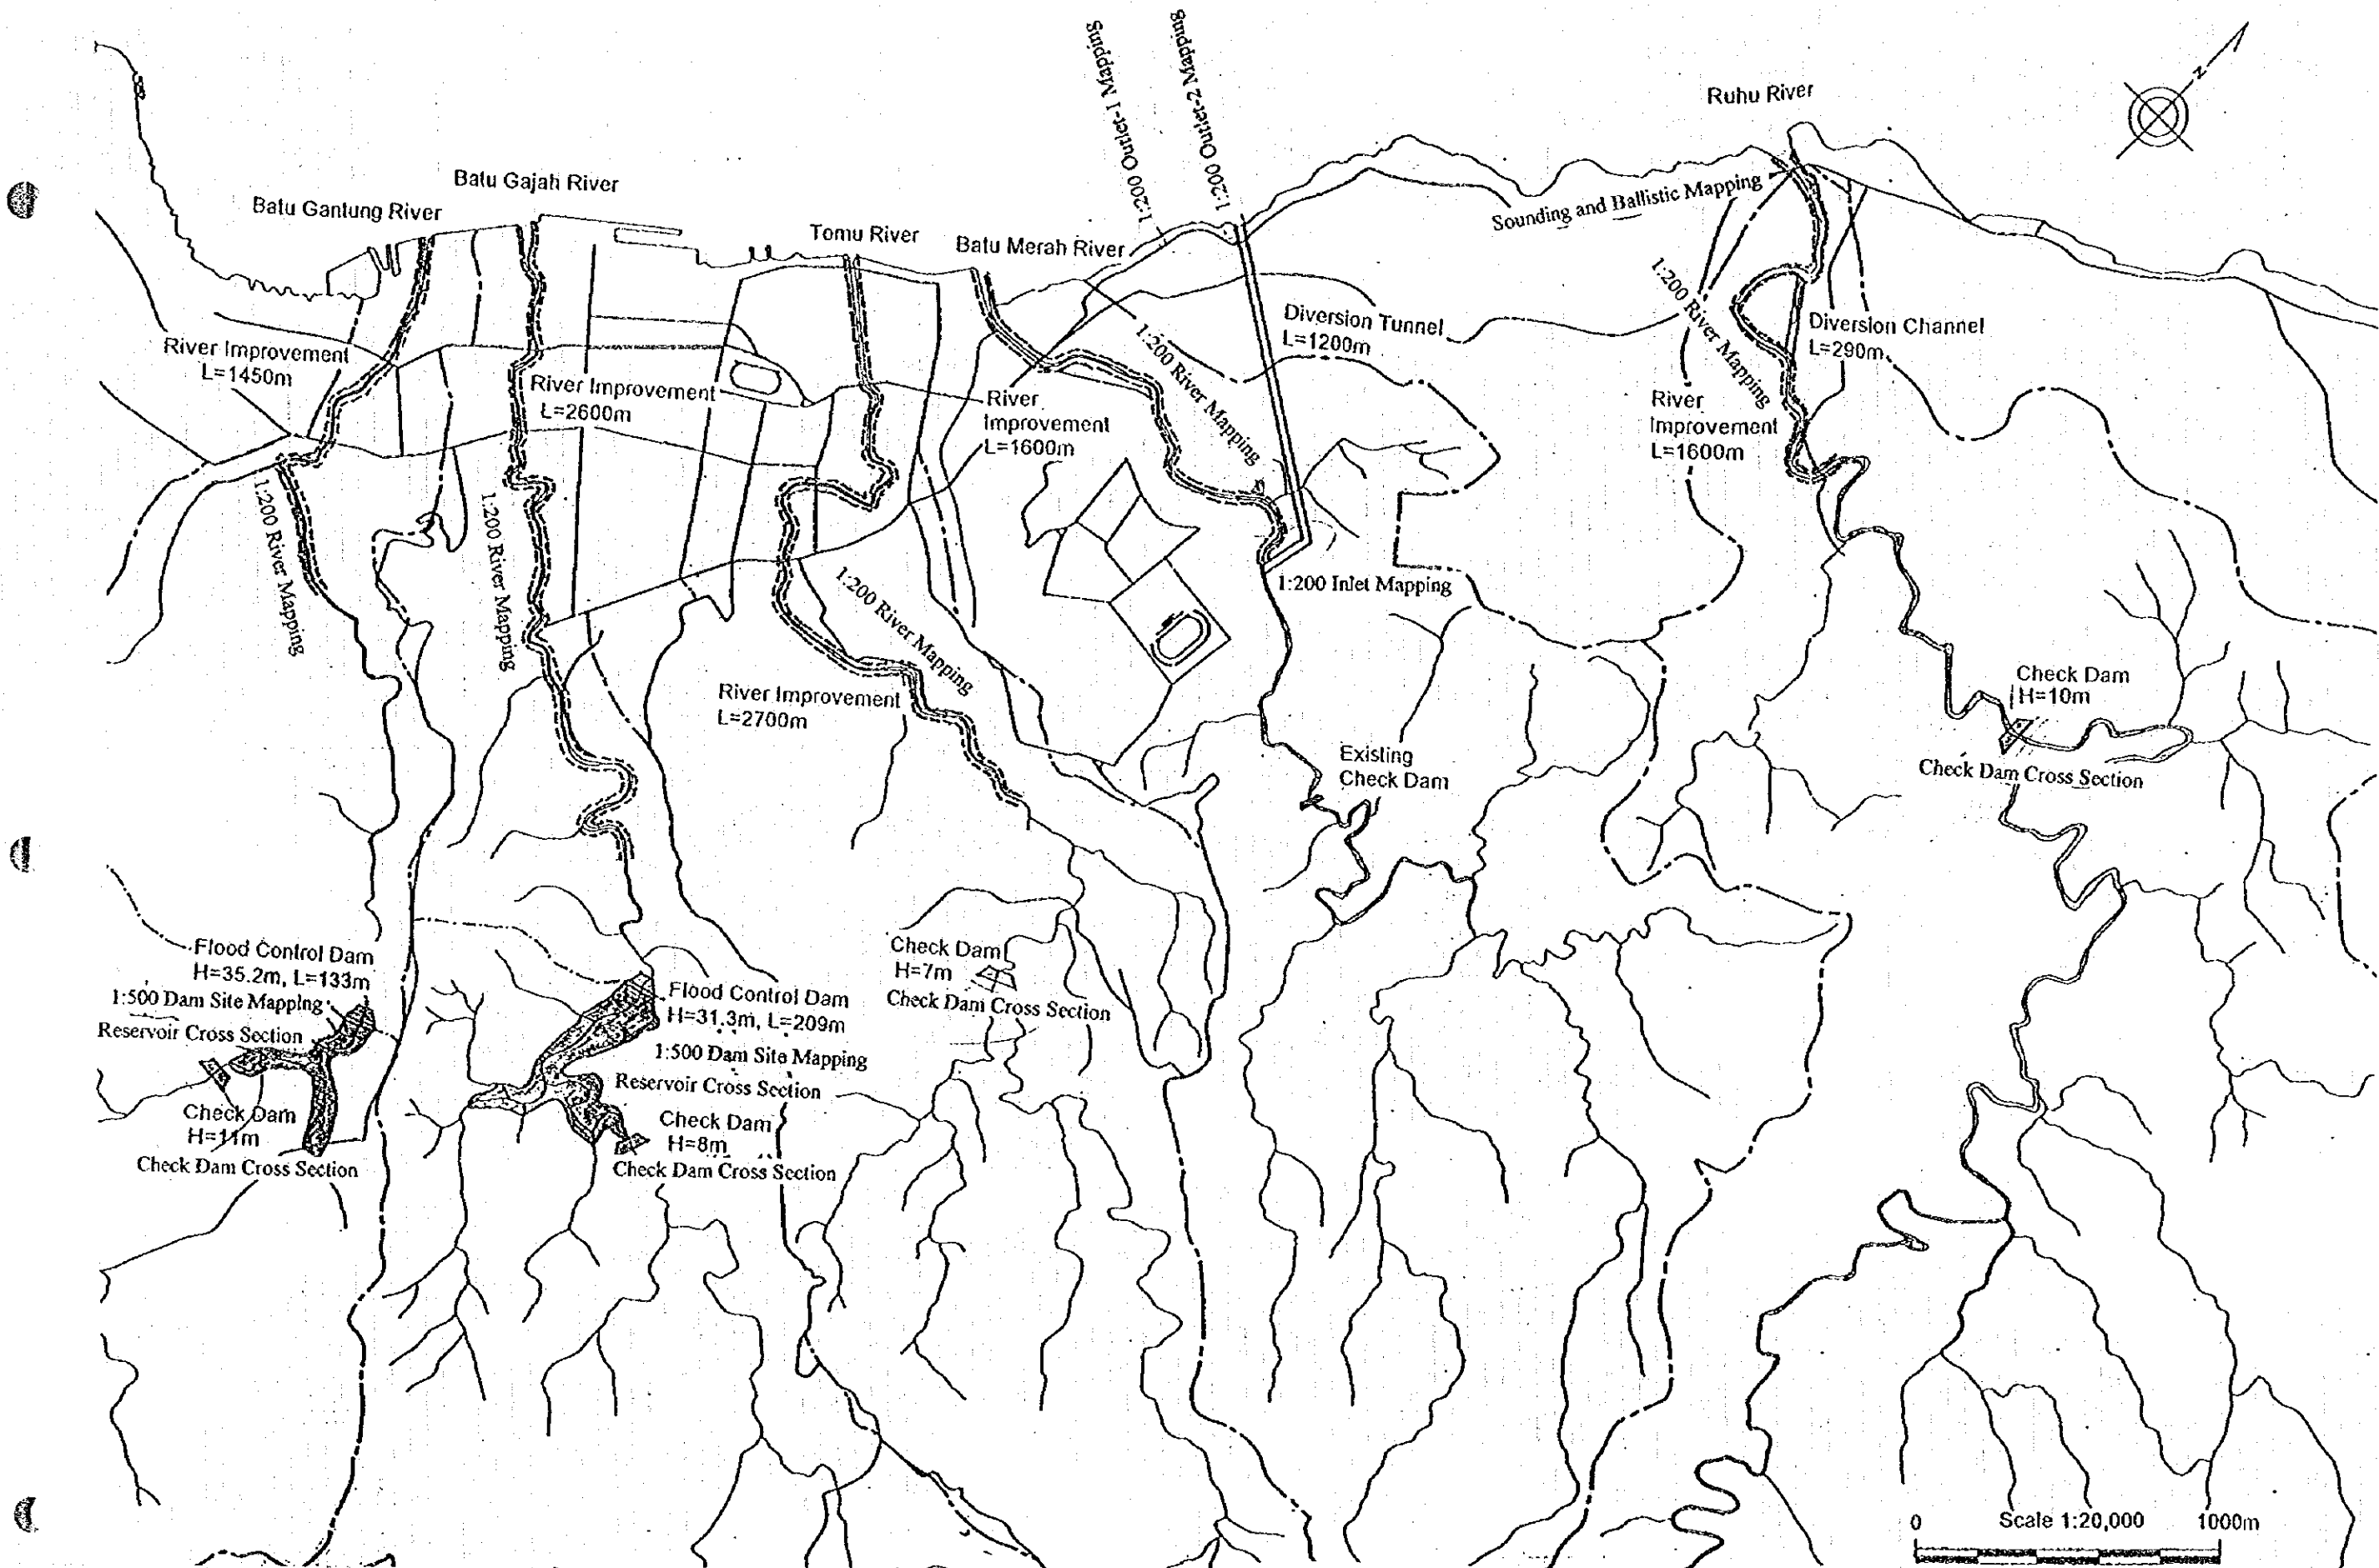 1:200 Outlet-1 Mapping
1:200 Outlet-2 Mapping
N
Ruhu River
Batu Gajah River
Batu Gantung River
Sounding and Ballistic Mapping
Tomu River
Batu Merah River
1:200 River Mapping
Diversion Tunnel
L=1200m
1:200 River Mapping
Diversion Channel
L=290m
River Improvement
L=1450m
River Improvement
L=2600m
River
Improvement
L=1600m
River
Improvement
L=1600m
1:200 River Mapping
1:200 River Mapping
1:200 River Mapping
1:200 Inlet Mapping
River Improvement
L=2700m
Check Dam
H=10m
Check Dam Cross Section
Existing
Check Dam
Flood Control Dam
H=35.2m, L=133m
1:500 Dam Site Mapping
Reservoir Cross Section
Check Dam
H=11m
Check Dam Cross Section
Flood Control Dam
H=31.3m, L=209m
1:500 Dam Site Mapping
Reservoir Cross Section
Check Dam
H=8m
Check Dam Cross Section
Check Dam
H=7m
Check Dam Cross Section
0 Scale 1:20,000 1000m